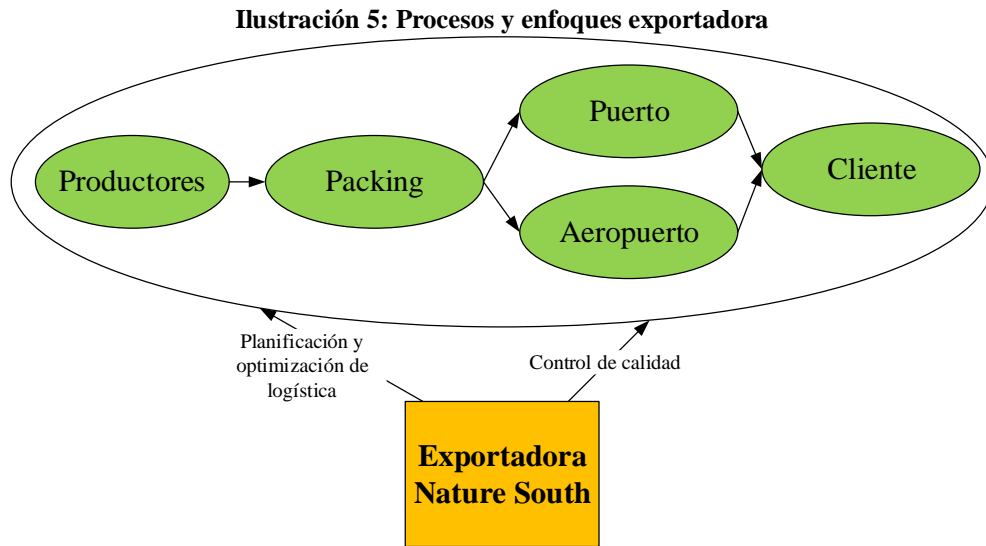 Ilustración 5: Procesos y enfoques exportadora
Productores
Packing
Puerto
Aeropuerto
Cliente
Planificación y
optimización de
logística
Control de calidad
Exportadora
Nature South